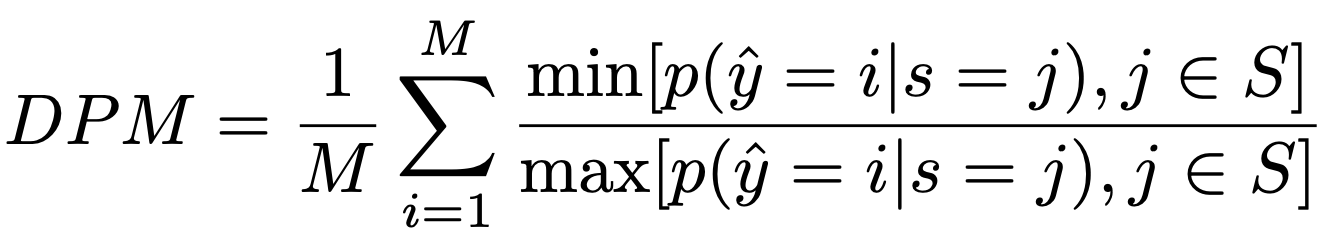 DPM = \frac{1}{M} \sum_{i=1}^{M} \frac{\min[p(\hat{y} = i|s = j), j \in S]}{\max[p(\hat{y} = i|s = j), j \in S]}